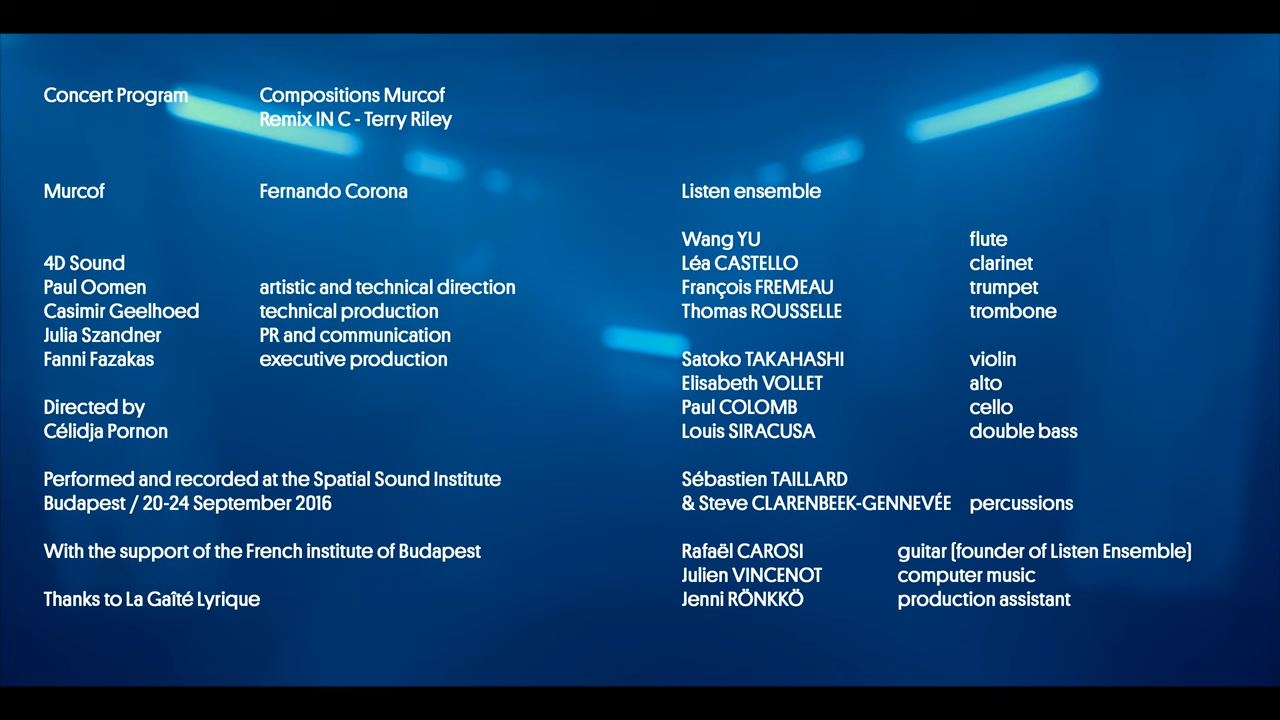 Concert Program Compositions Murcof
Remix IN C - Terry Riley
Murcof Fernando Corona
4D Sound
Paul Oomen artistic and technical direction
Casimir Geelhoed technical production
Julia Szandner PR and communication
Fanni Fazakas executive production
Directed by
Célidja Pornon
Performed and recorded at the Spatial Sound Institute
Budapest / 20-24 September 2016
With the support of the French institute of Budapest
Thanks to La Gaîté Lyrique
Listen ensemble
Wang YU flute
Léa CASTELLO clarinet
François FREMEAU trumpet
Thomas ROUSSELLE trombone
Satoko TAKAHASHI violin
Elisabeth VOLLET alto
Paul COLOMB cello
Louis SIRACUSA double bass
Sébastien TAILLARD
& Steve CLARENBEEK-GENNEVÉE percussions
Rafaël CAROSI guitar (founder of Listen Ensemble)
Julien VINCENOT computer music
Jenni RÖNKKÖ production assistant